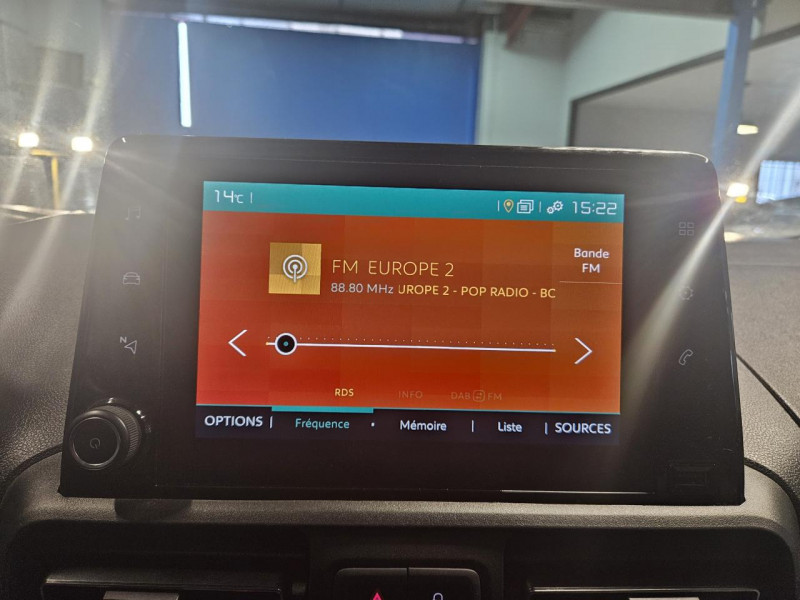 14°C
15:22
FM EUROPE 2
88.80 MHz UROPE 2 - POP RADIO - BC
Bande
FM
RDS INFO DAB FM
OPTIONS Fréquence Mémoire Liste SOURCES
N